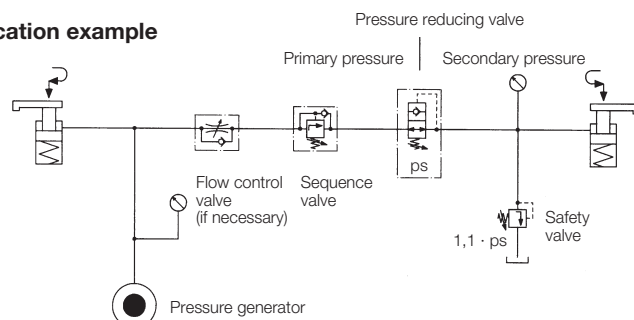 cation example
Pressure reducing valve
Primary pressure
Secondary pressure
ps
Flow control
valve
(if necessary)
Sequence
valve
1,1 · ps
Safety
valve
Pressure generator